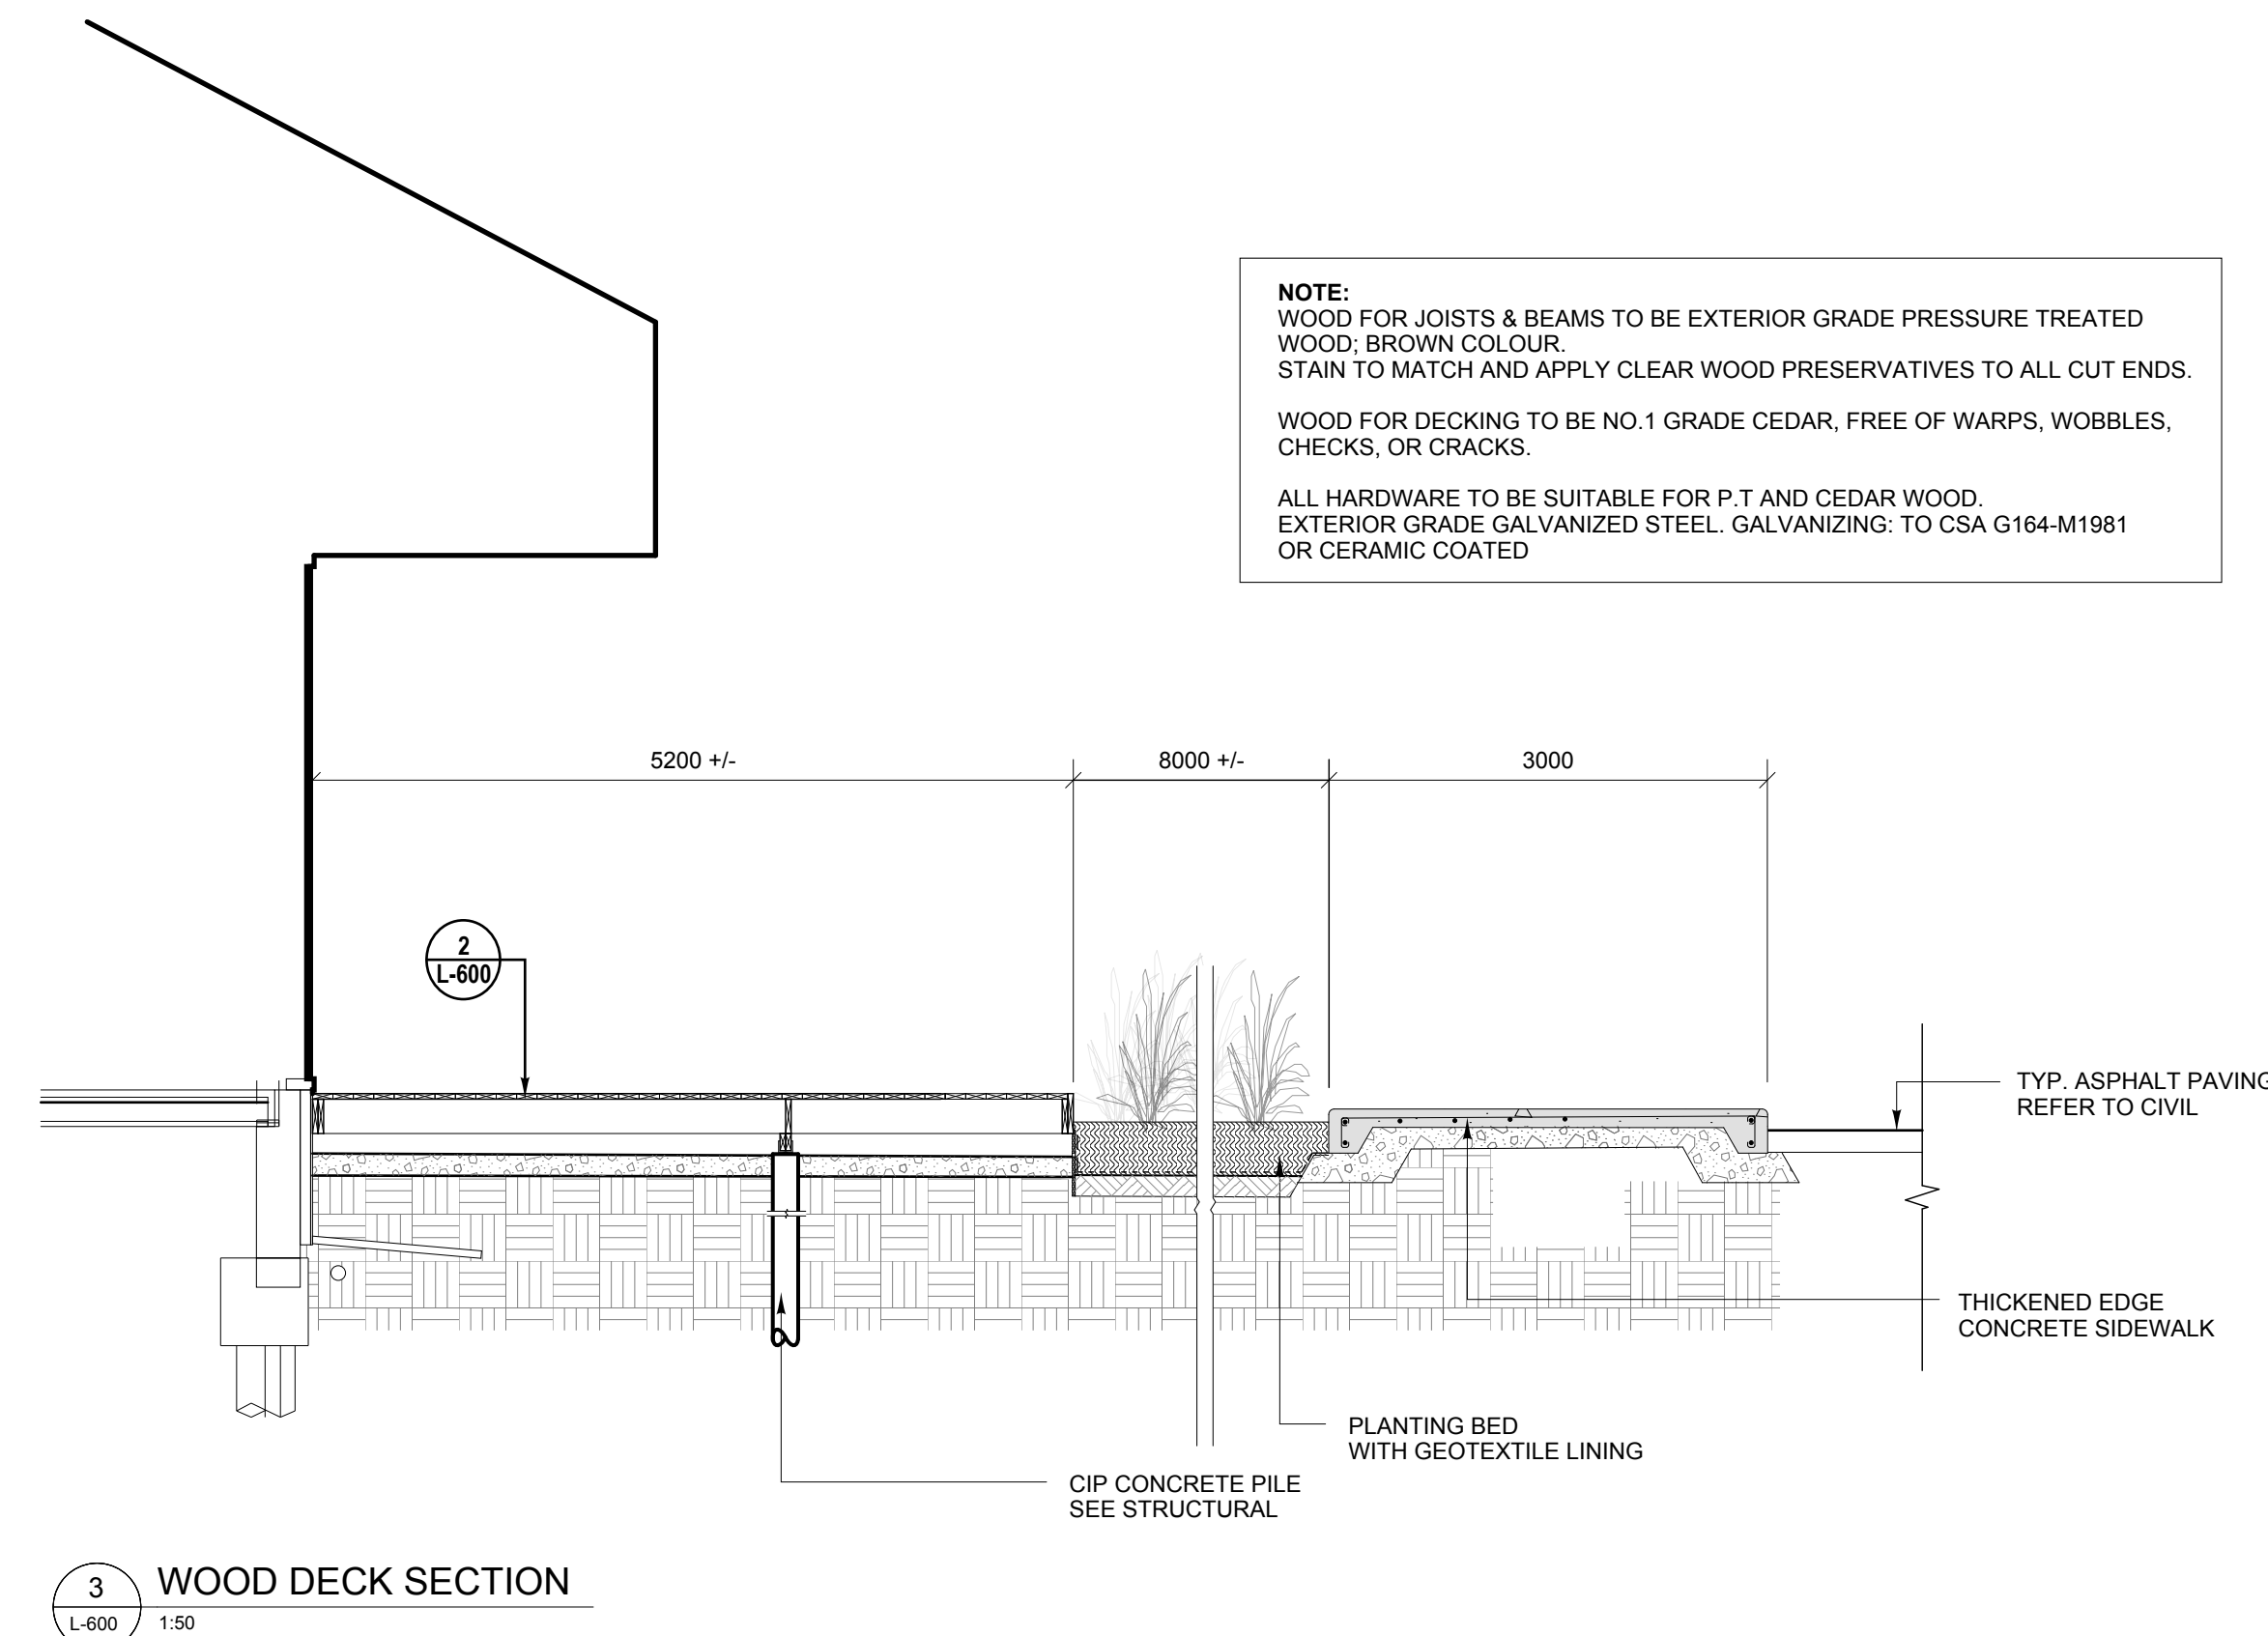 NOTE:
WOOD FOR JOISTS & BEAMS TO BE EXTERIOR GRADE PRESSURE TREATED
WOOD; BROWN COLOUR.
STAIN TO MATCH AND APPLY CLEAR WOOD PRESERVATIVES TO ALL CUT ENDS.
WOOD FOR DECKING TO BE NO.1 GRADE CEDAR, FREE OF WARPS, WOBBLES,
CHECKS, OR CRACKS.
ALL HARDWARE TO BE SUITABLE FOR P.T AND CEDAR WOOD.
EXTERIOR GRADE GALVANIZED STEEL. GALVANIZING: TO CSA G164-M1981
OR CERAMIC COATED
5200 +/-
8000 +/-
3000
2
L-600
TYP. ASPHALT PAVING
REFER TO CIVIL
THICKENED EDGE
CONCRETE SIDEWALK
PLANTING BED
WITH GEOTEXTILE LINING
CIP CONCRETE PILE
SEE STRUCTURAL
3
L-600
WOOD DECK SECTION
1:50